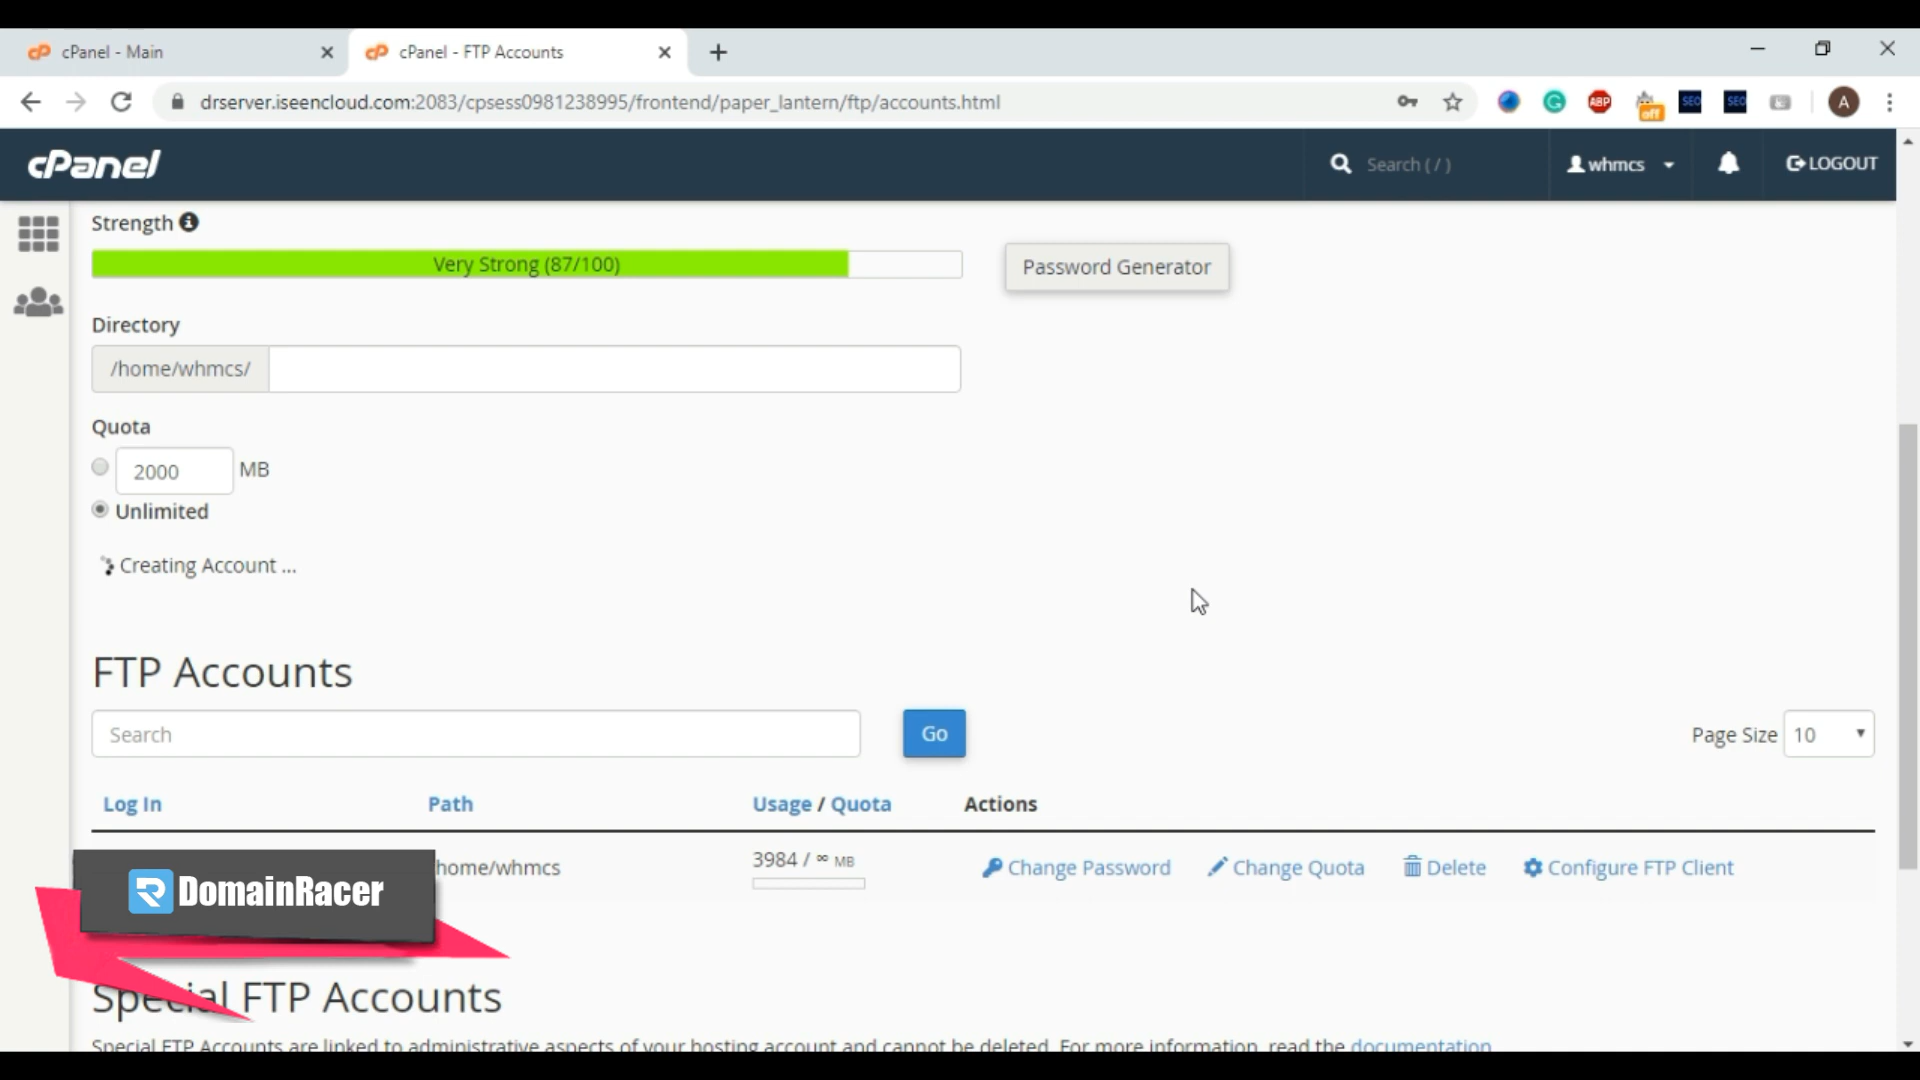 cPanel - Main
cPanel - FTP Accounts
drserver.iseencloud.com:2083/cpsess0981238995/frontend/paper_lantern/ftp/accounts.html
ABP
off
SEO
SEO
A
cPanel
Search ( / )
whmcs
LOGOUT
Strength
Very Strong (87/100)
Password Generator
Directory
/home/whmcs/
Quota
2000 MB
Unlimited
Creating Account ...
FTP Accounts
Search
Go
Page Size 10
Log In Path Usage / Quota Actions
home/whmcs 3984 / ∞ MB Change Password Change Quota Delete Configure FTP Client
DomainRacer
Special FTP Accounts
Special FTP Accounts are linked to administrative aspects of your hosting account and cannot be deleted. For more information, read the documentation